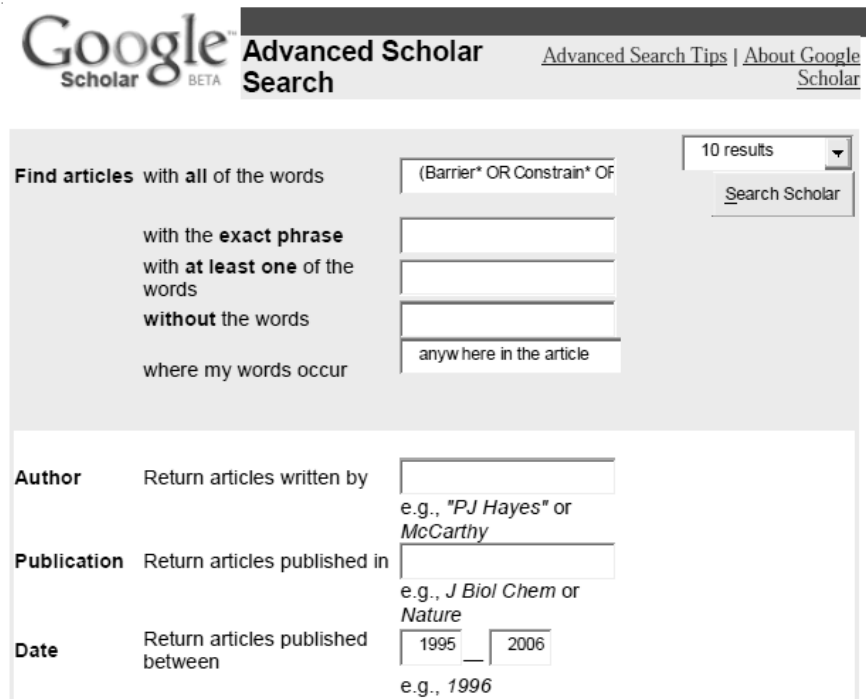 Google™
Scholar BETA
Advanced Scholar
Search
Advanced Search Tips | About Google
Scholar
Find articles with all of the words
(Barrier* OR Constrain* OR
10 results
Search Scholar
with the exact phrase
with at least one of the
words
without the words
where my words occur
anywhere in the article
Author Return articles written by
e.g., "PJ Hayes" or
McCarthy
Publication Return articles published in
e.g., J Biol Chem or
Nature
Date Return articles published
between
1995 — 2006
e.g., 1996